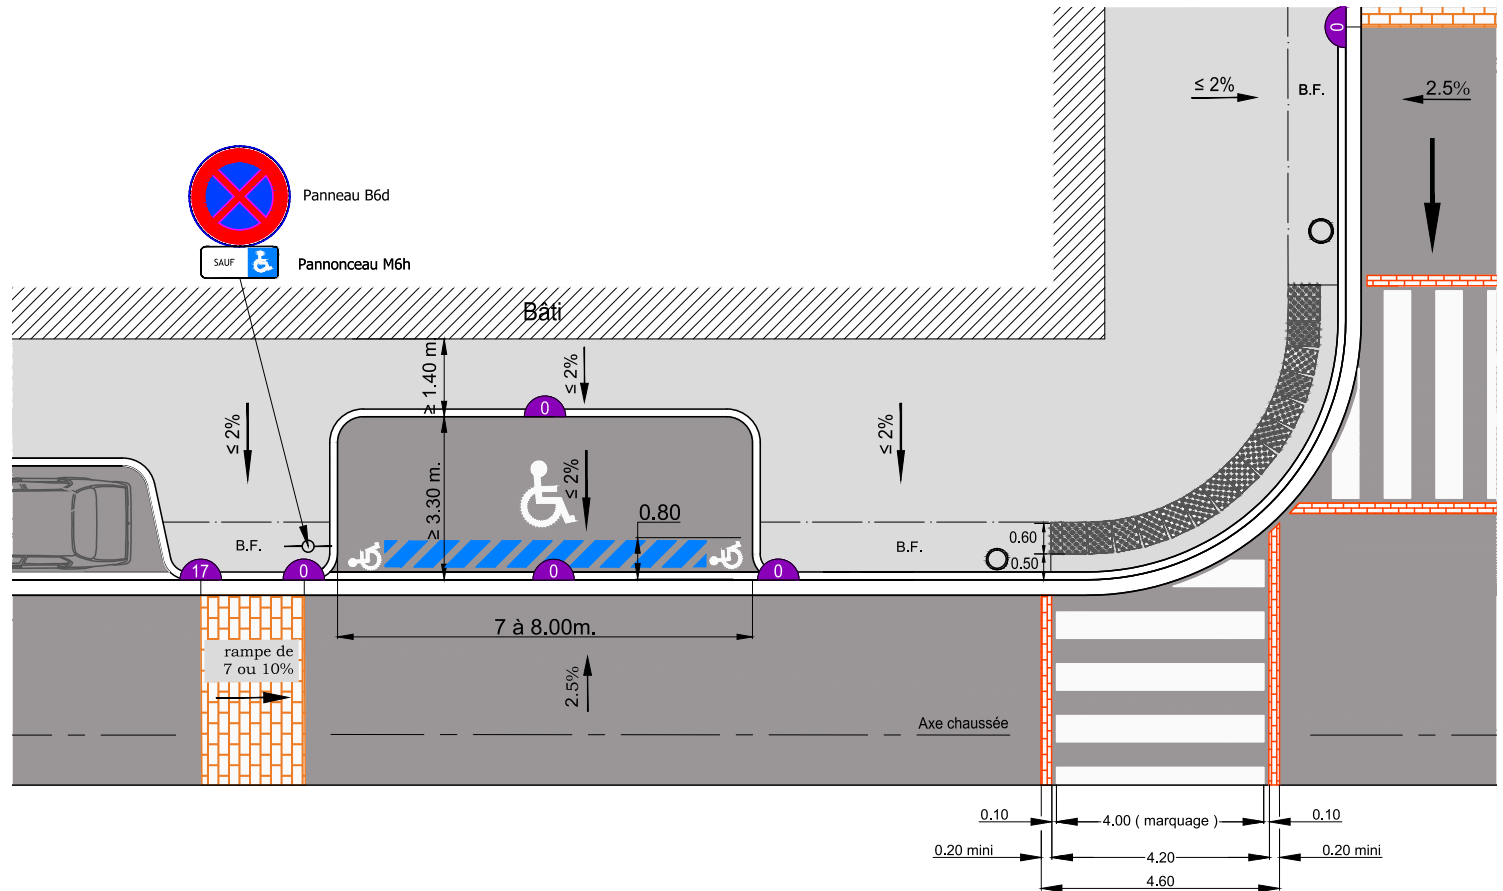 0
≤ 2%
B.F.
2.5%
Panneau B6d
SAUF
Pannonceau M6h
Bâti
≥ 1.40 m
≤ 2%
0
≤ 2%
≤ 2%
≥ 3.30 m.
≤ 2%
0.80
B.F.
B.F.
0.60
0.50
17
0
0
0
7 à 8.00m.
rampe de
7 ou 10%
2.5%
Axe chaussée
0.10
4.00 ( marquage )
0.10
0.20 mini
4.20
0.20 mini
4.60